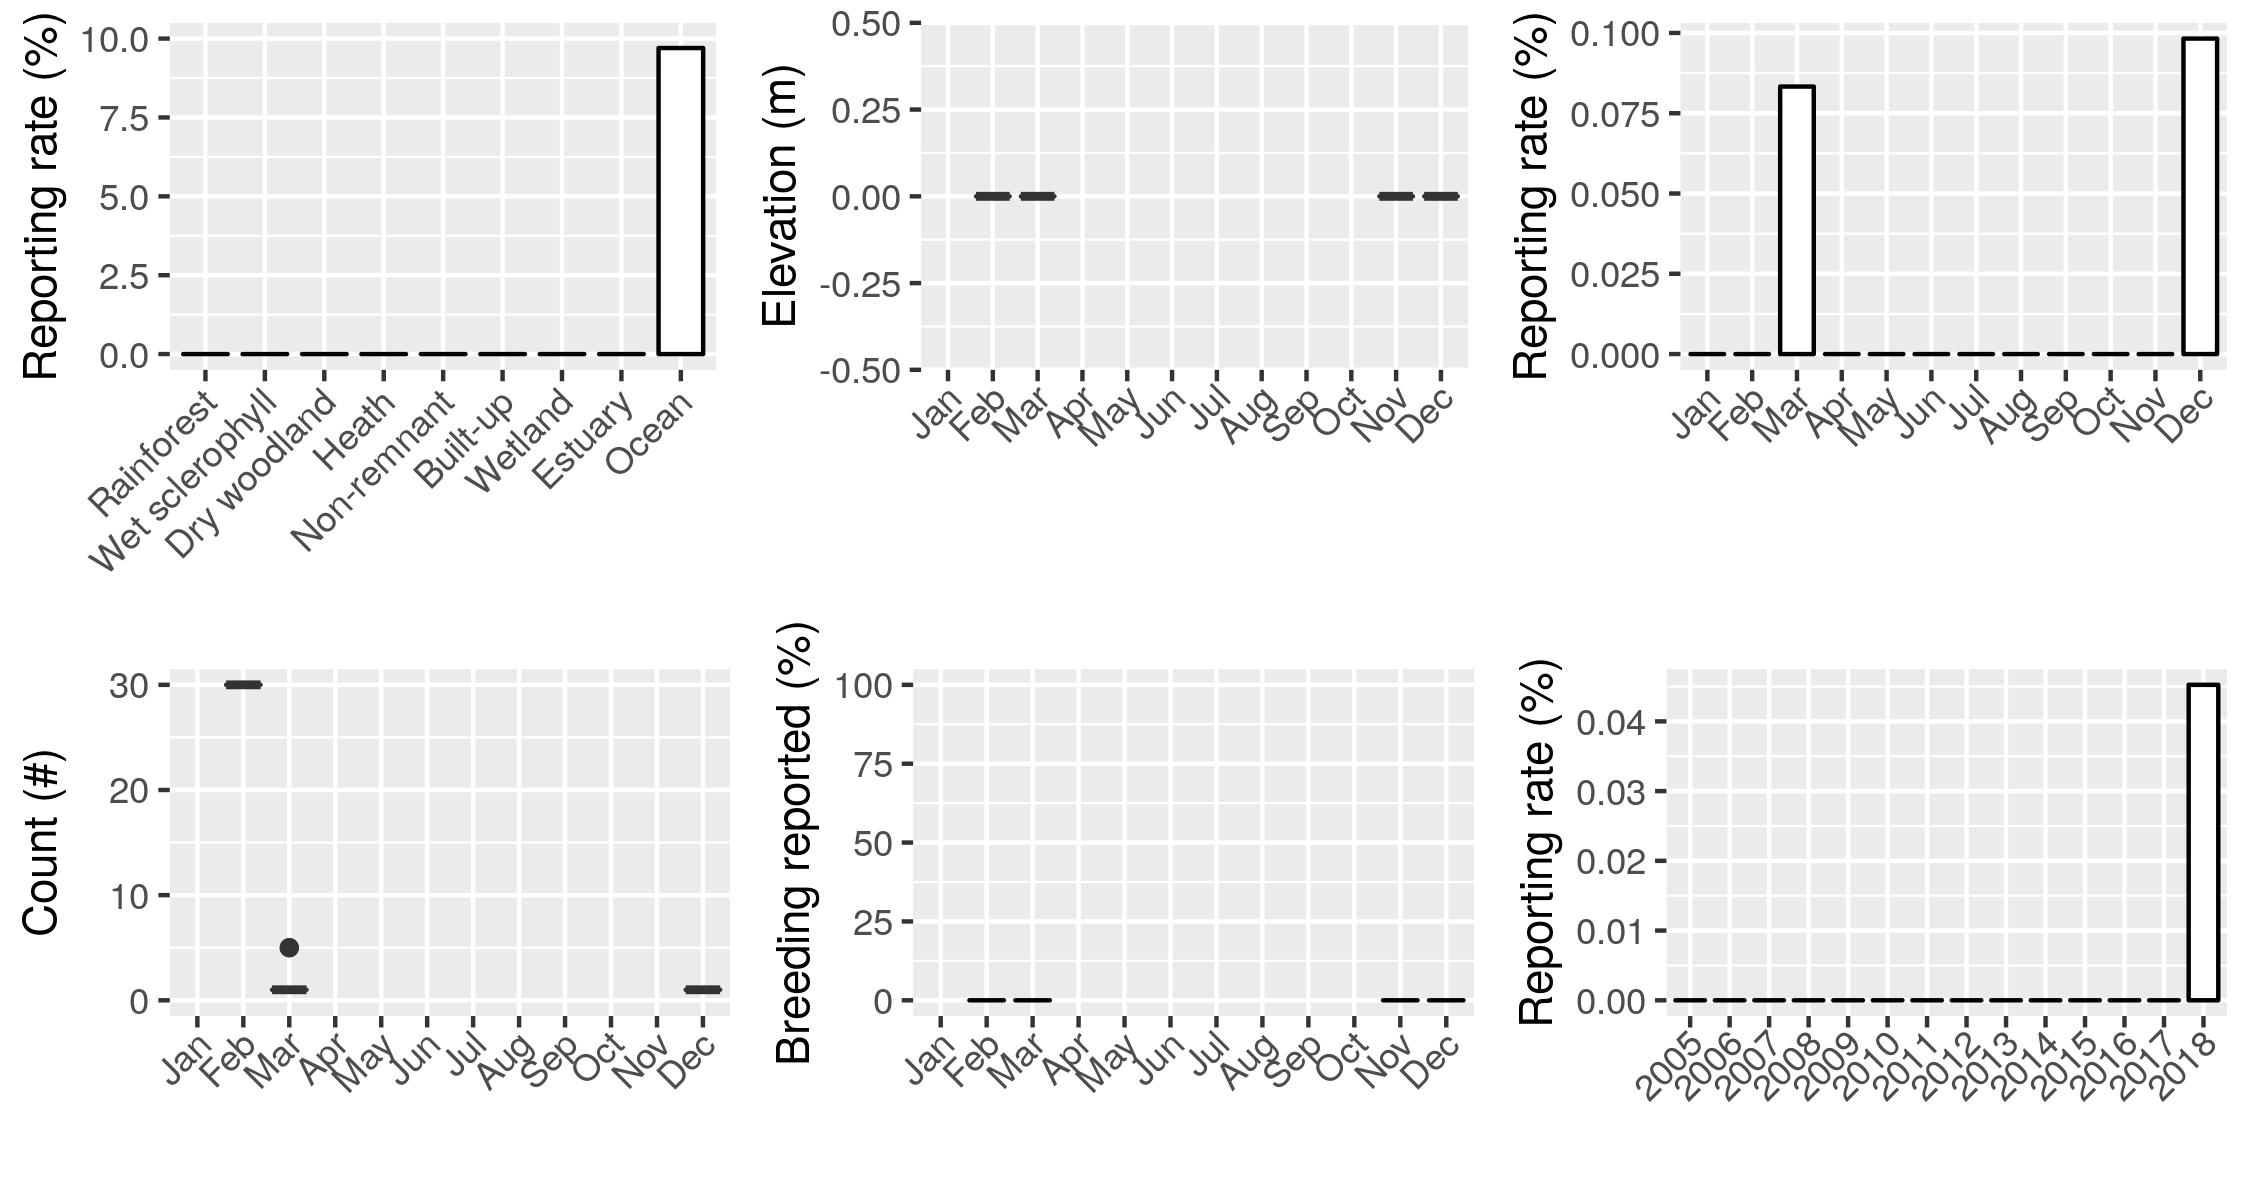 Reporting rate (%)
10.0
7.5
5.0
2.5
0.0
Rainforest
Wet sclerophyll
Dry woodland
Heath
Non-remnant
Built-up
Wetland
Estuary
Ocean
Elevation (m)
0.50
0.25
0.00
-0.25
-0.50
Jan
Feb
Mar
Apr
May
Jun
Jul
Aug
Sep
Oct
Nov
Dec
Reporting rate (%)
0.100
0.075
0.050
0.025
0.000
Jan
Feb
Mar
Apr
May
Jun
Jul
Aug
Sep
Oct
Nov
Dec
Count (#)
30
20
10
0
Jan
Feb
Mar
Apr
May
Jun
Jul
Aug
Sep
Oct
Nov
Dec
Breeding reported (%)
100
75
50
25
0
Jan
Feb
Mar
Apr
May
Jun
Jul
Aug
Sep
Oct
Nov
Dec
Reporting rate (%)
0.04
0.03
0.02
0.01
0.00
2005
2006
2007
2008
2009
2010
2011
2012
2013
2014
2015
2016
2017
2018